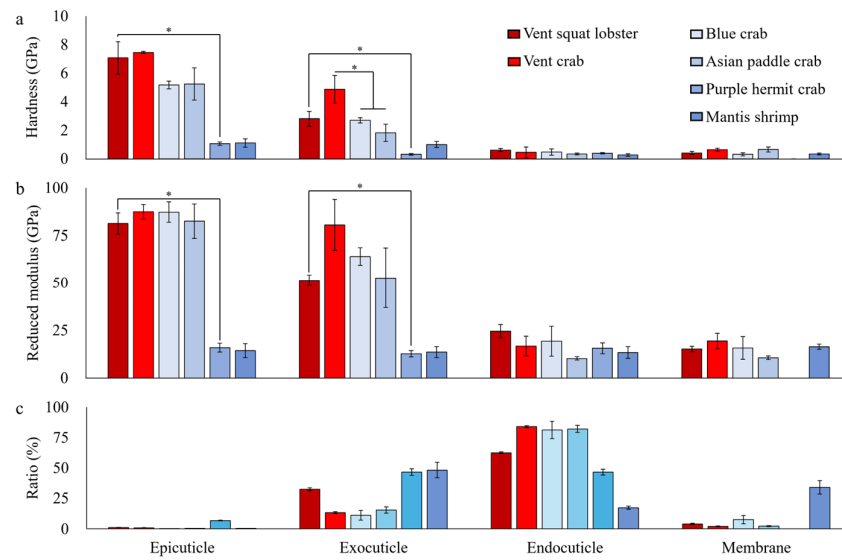 a
Hardness (GPa)
10
8
6
4
2
0
*
*
*
Vent squat lobster
Vent crab
Blue crab
Asian paddle crab
Purple hermit crab
Mantis shrimp
b
Reduced modulus (GPa)
100
75
50
25
0
*
*
c
Ratio (%)
100
75
50
25
0
Epicuticle
Exocuticle
Endocuticle
Membrane